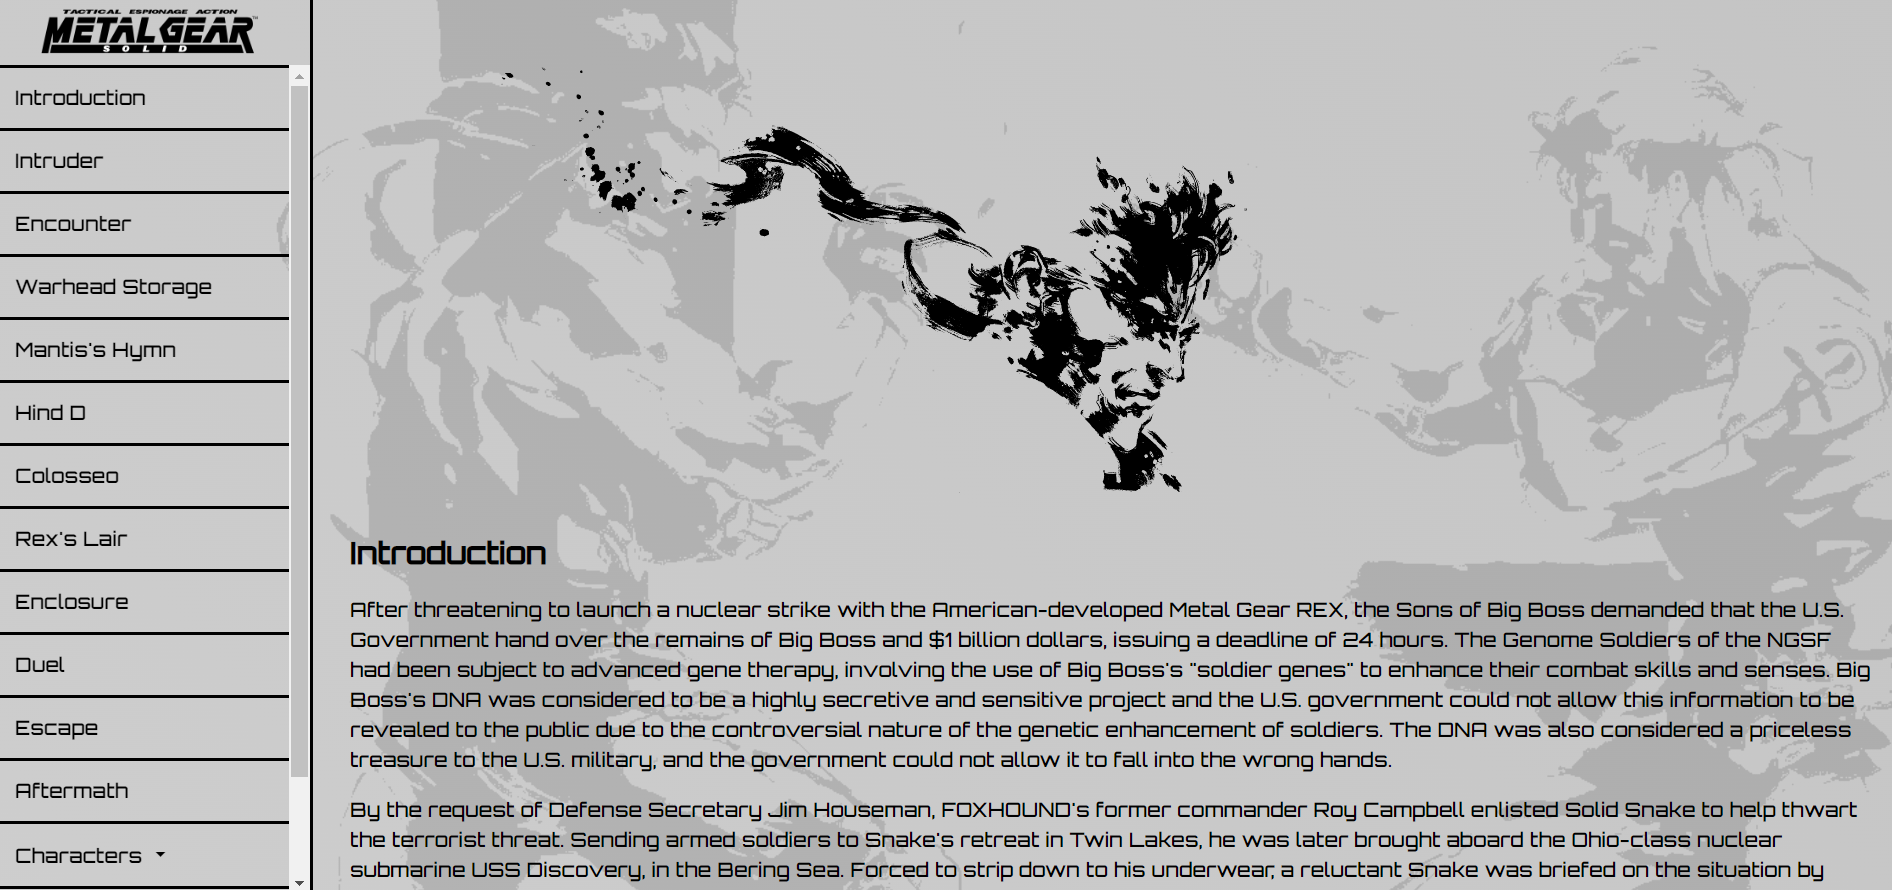 TACTICAL ESPIONAGE ACTION
METAL GEAR™
SOLID
Introduction
Intruder
Encounter
Warhead Storage
Mantis's Hymn
Hind D
Colosseo
Rex's Lair
Enclosure
Duel
Escape
Aftermath
Characters
Introduction
After threatening to launch a nuclear strike with the American-developed Metal Gear REX, the Sons of Big Boss demanded that the U.S.
Government hand over the remains of Big Boss and $1 billion dollars, issuing a deadline of 24 hours. The Genome Soldiers of the NGSF
had been subject to advanced gene therapy, involving the use of Big Boss's "soldier genes" to enhance their combat skills and senses. Big
Boss's DNA was considered to be a highly secretive and sensitive project and the U.S. government could not allow this information to be
revealed to the public due to the controversial nature of the genetic enhancement of soldiers. The DNA was also considered a priceless
treasure to the U.S. military, and the government could not allow it to fall into the wrong hands.
By the request of Defense Secretary Jim Houseman, FOXHOUND's former commander Roy Campbell enlisted Solid Snake to help thwart
the terrorist threat. Sending armed soldiers to Snake's retreat in Twin Lakes, he was later brought aboard the Ohio-class nuclear
submarine USS Discovery, in the Bering Sea. Forced to strip down to his underwear, a reluctant Snake was briefed on the situation by